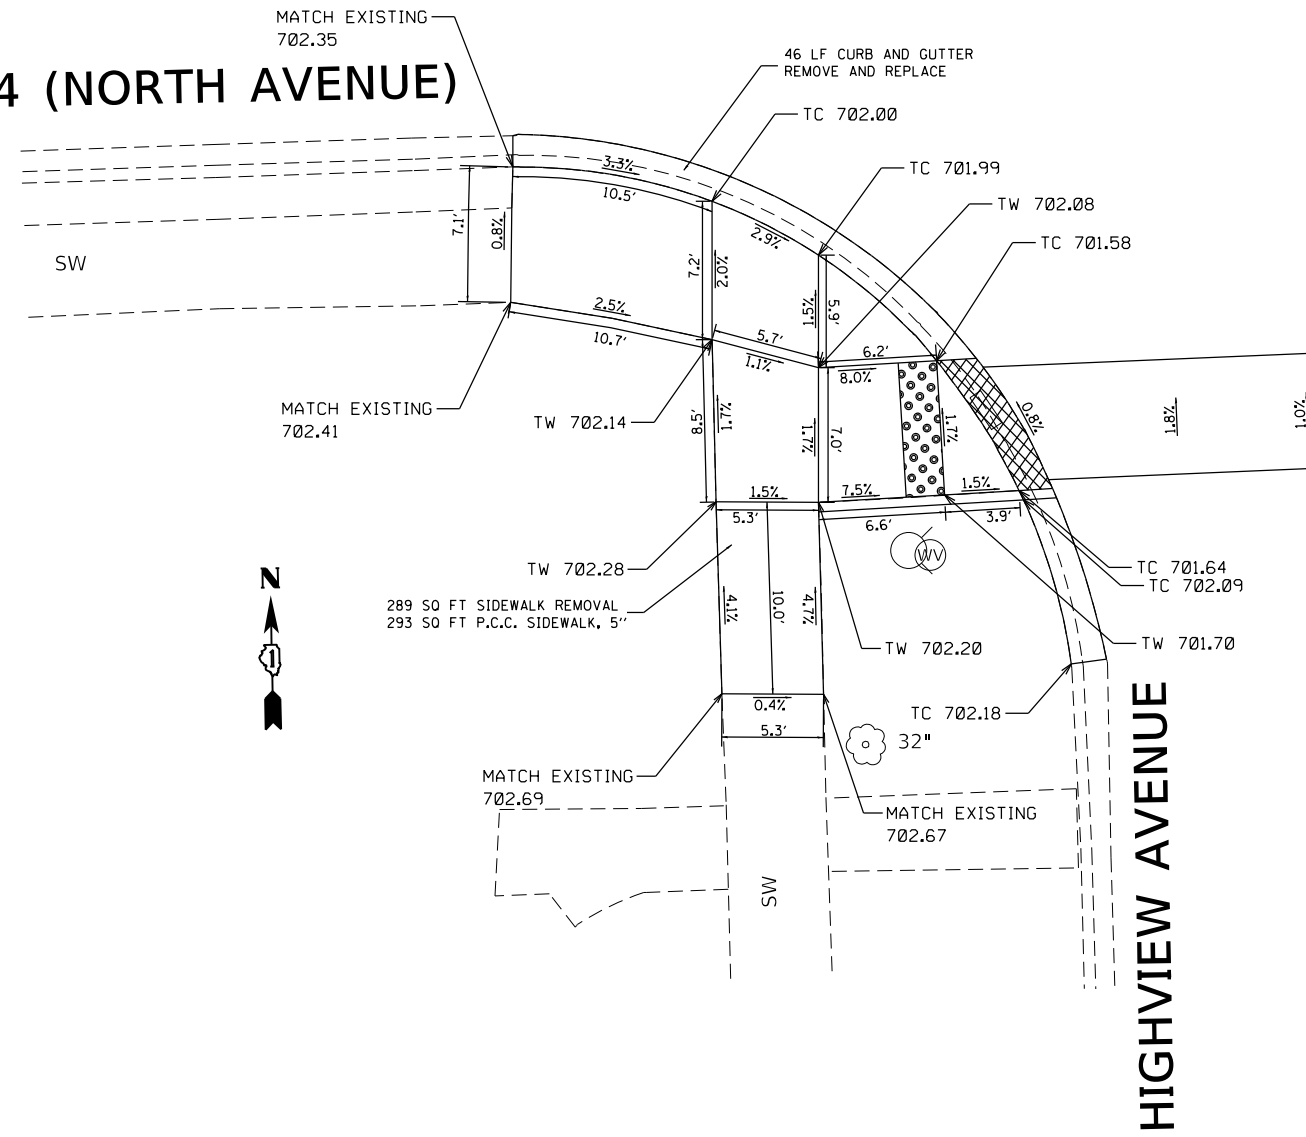 MATCH EXISTING
702.35
4 (NORTH AVENUE)
46 LF CURB AND GUTTER
REMOVE AND REPLACE
TC 702.00
TC 701.99
TW 702.08
TC 701.58
3.3%
10.5'
7.1'
0.8%
SW
7.2'
2.0%
2.9%
1.5%
5.9'
2.5%
10.7'
5.7'
1.1%
6.2'
8.0%
MATCH EXISTING
702.41
TW 702.14
8.5'
1.7%
1.7%
7.0'
1.7%
0.8%
1.8%
1.0%
1.5%
5.3'
7.5%
6.6'
1.5%
3.9'
WV
N
1
TW 702.28
289 SQ FT SIDEWALK REMOVAL
293 SQ FT P.C.C. SIDEWALK, 5"
4.1%
10.0'
4.7%
TC 701.64
TC 702.09
TW 701.70
TW 702.20
0.4%
5.3'
TC 702.18
32"
MATCH EXISTING
702.69
MATCH EXISTING
702.67
SW
HIGHVIEW AVENUE